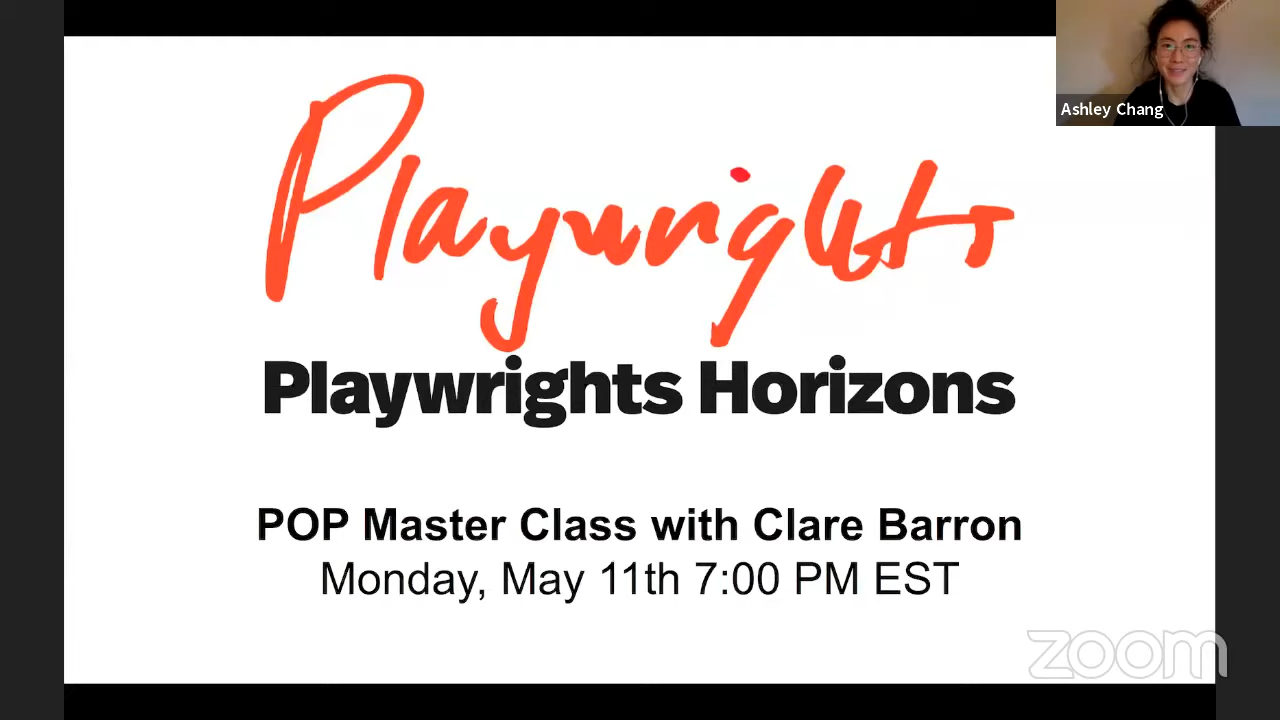 Playwrights
Playwrights Horizons
POP Master Class with Clare Barron
Monday, May 11th 7:00 PM EST
Ashley Chang
zoom